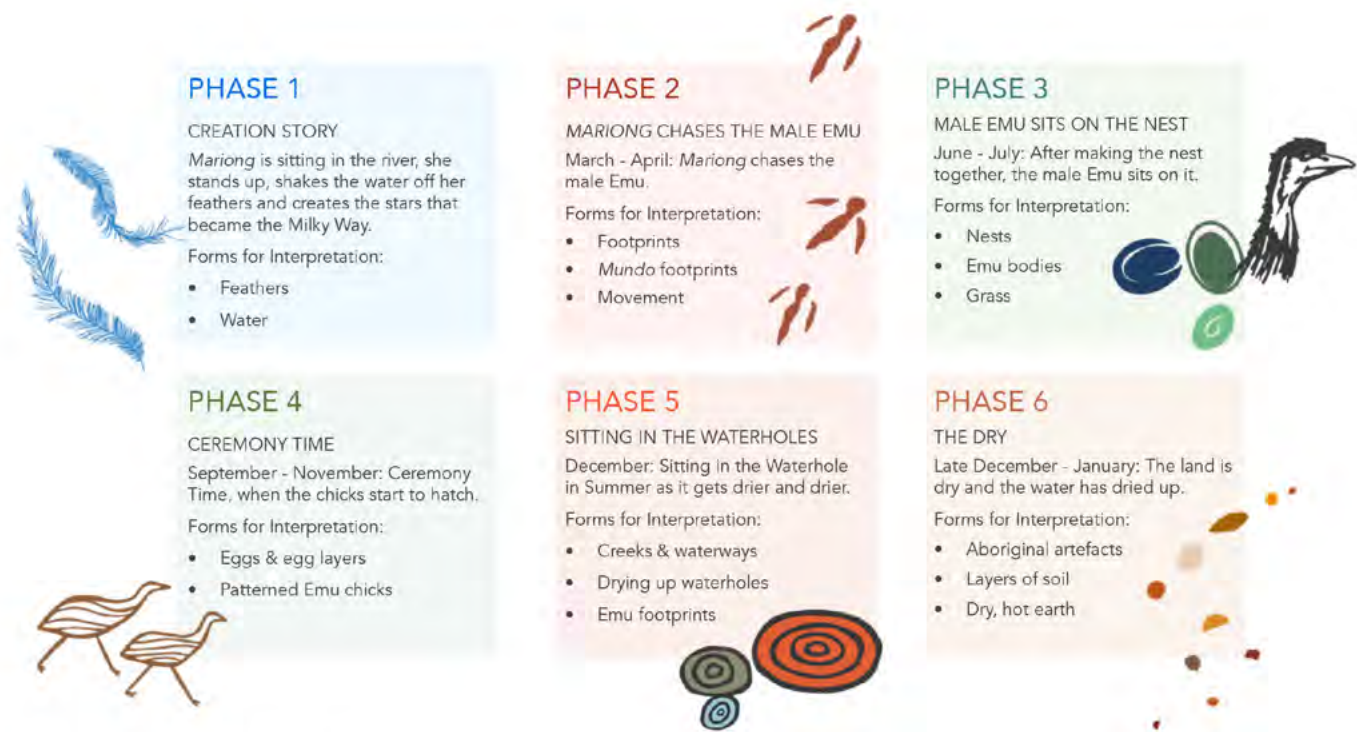 PHASE 1
CREATION STORY
Mariong is sitting in the river, she
stands up, shakes the water off her
feathers and creates the stars that
became the Milky Way.
Forms for Interpretation:
• Feathers
• Water
PHASE 2
MARIONG CHASES THE MALE EMU
March - April: Mariong chases the
male Emu.
Forms for Interpretation:
• Footprints
• Mundo footprints
• Movement
PHASE 3
MALE EMU SITS ON THE NEST
June - July: After making the nest
together, the male Emu sits on it.
Forms for Interpretation:
• Nests
• Emu bodies
• Grass
PHASE 4
CEREMONY TIME
September - November: Ceremony
Time, when the chicks start to hatch.
Forms for Interpretation:
• Eggs & egg layers
• Patterned Emu chicks
PHASE 5
SITTING IN THE WATERHOLES
December: Sitting in the Waterhole
in Summer as it gets drier and drier.
Forms for Interpretation:
• Creeks & waterways
• Drying up waterholes
• Emu footprints
PHASE 6
THE DRY
Late December - January: The land is
dry and the water has dried up.
Forms for Interpretation:
• Aboriginal artefacts
• Layers of soil
• Dry, hot earth